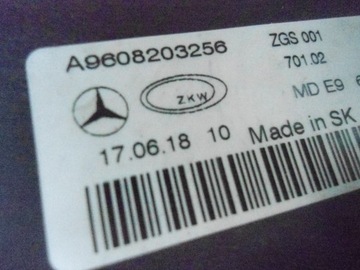 A9608203256 ZGS 001
701.02
ZKW MD E9
17.06.18 10 Made in SK